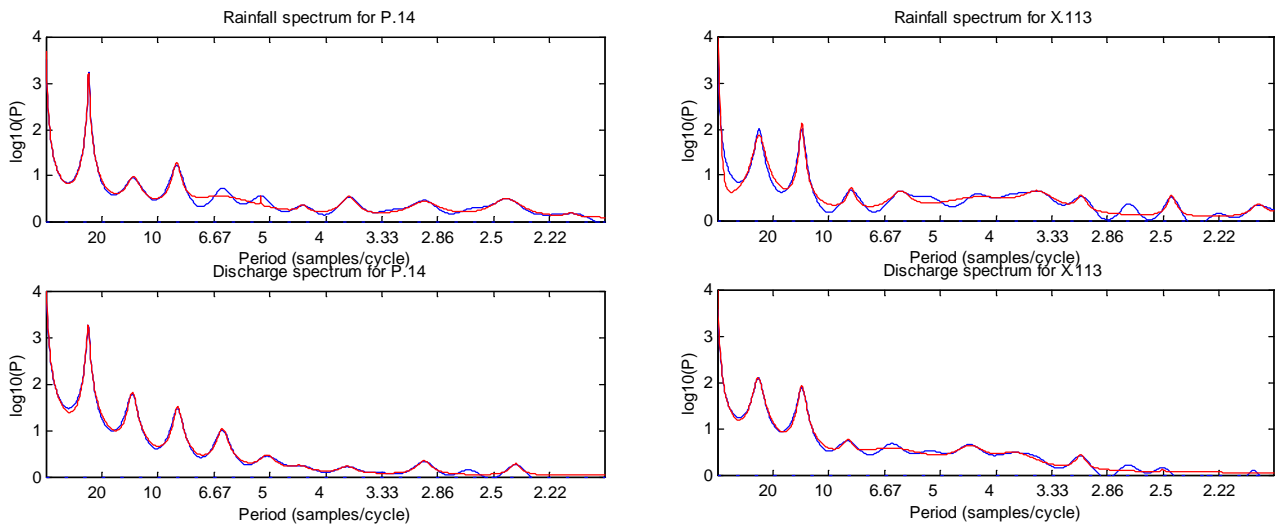 Rainfall spectrum for P.14
4
3
2
1
0
log10(P)
20 10 6.67 5 4 3.33 2.86 2.5 2.22
Period (samples/cycle)
Rainfall spectrum for X.113
4
3
2
1
0
log10(P)
20 10 6.67 5 4 3.33 2.86 2.5 2.22
Period (samples/cycle)
Discharge spectrum for P.14
4
3
2
1
0
log10(P)
20 10 6.67 5 4 3.33 2.86 2.5 2.22
Period (samples/cycle)
Discharge spectrum for X.113
4
3
2
1
0
log10(P)
20 10 6.67 5 4 3.33 2.86 2.5 2.22
Period (samples/cycle)